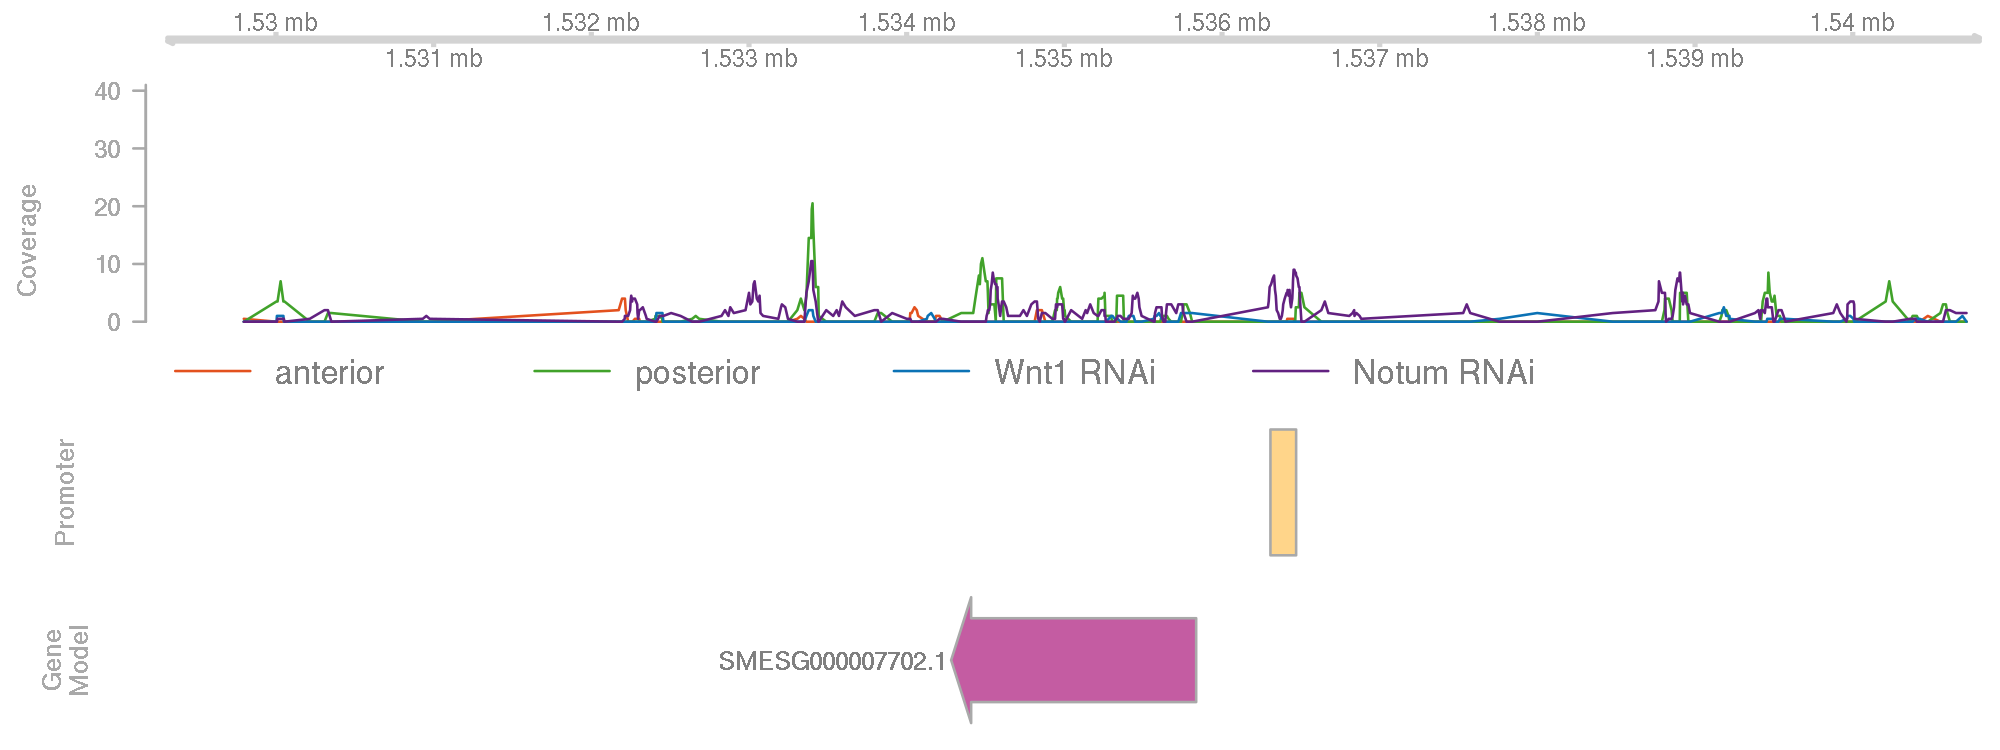 1.53 mb 1.532 mb 1.534 mb 1.536 mb 1.538 mb 1.54 mb
1.531 mb 1.533 mb 1.535 mb 1.537 mb 1.539 mb
40
30
20
10
0
Coverage
anterior posterior Wnt1 RNAi Notum RNAi
Promoter
Gene
Model
SMESG000007702.1